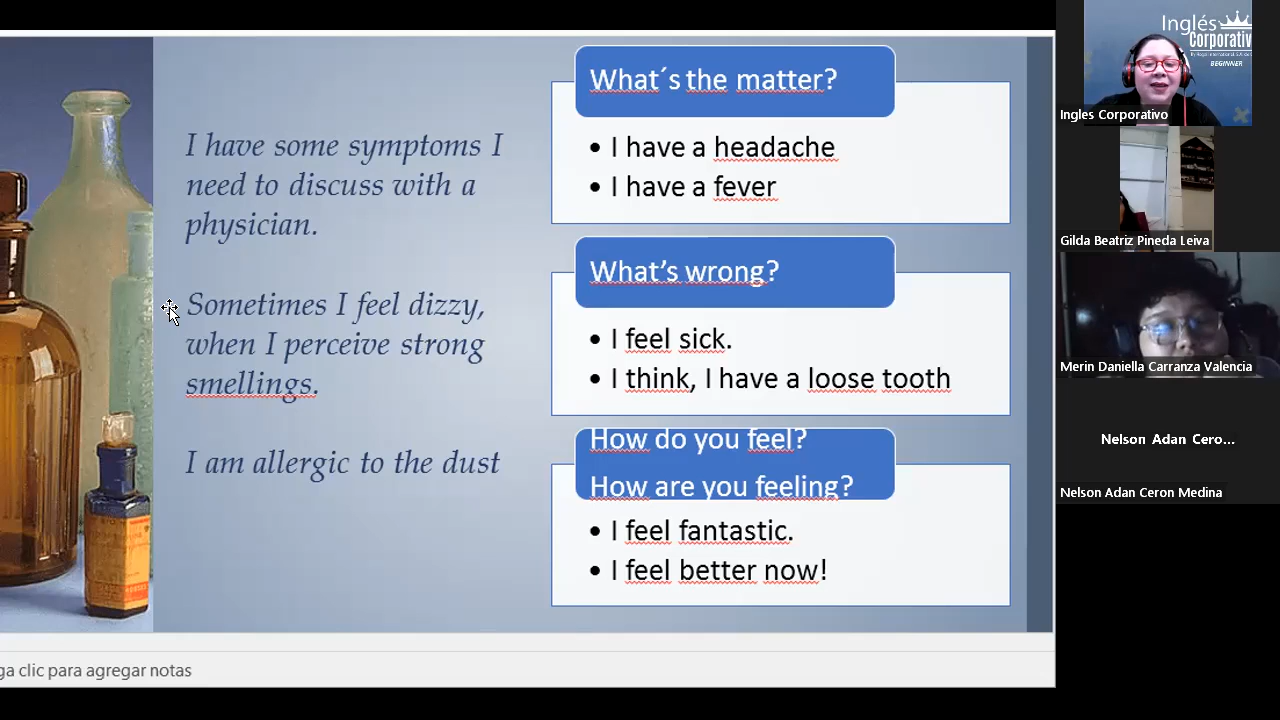 I have some symptoms I
need to discuss with a
physician.
Sometimes I feel dizzy,
when I perceive strong
smellings.
I am allergic to the dust
What´s the matter?
• I have a headache
• I have a fever
What’s wrong?
• I feel sick.
• I think, I have a loose tooth
How do you feel?
How are you feeling?
• I feel fantastic.
• I feel better now!
ga clic para agregar notas
Inglés
Corporativ
BEGINNER
Ingles Corporativo
Gilda Beatriz Pineda Leiva
Merin Daniella Carranza Valencia
Nelson Adan Cero...
Nelson Adan Ceron Medina